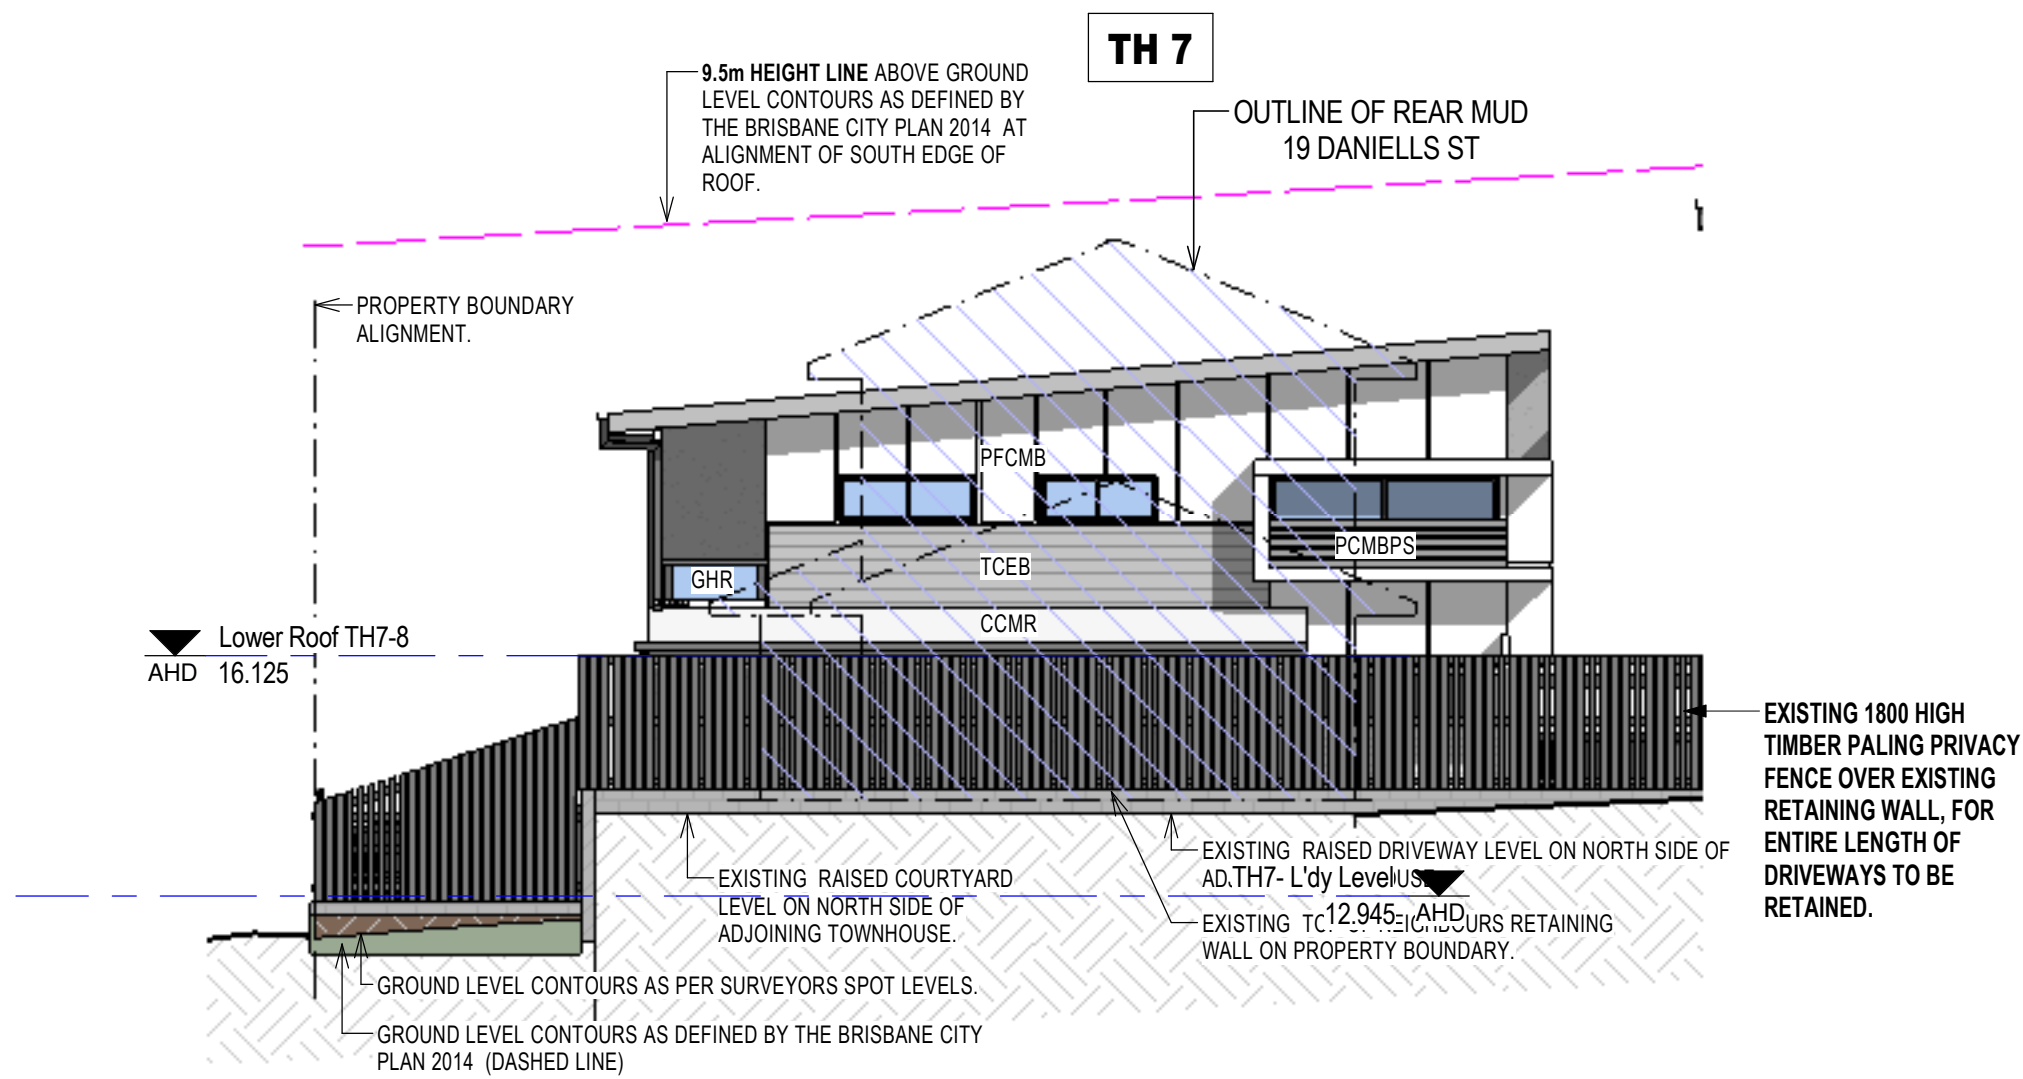 TH 7
9.5m HEIGHT LINE ABOVE GROUND
LEVEL CONTOURS AS DEFINED BY
THE BRISBANE CITY PLAN 2014 AT
ALIGNMENT OF SOUTH EDGE OF
ROOF.
OUTLINE OF REAR MUD
19 DANIELLS ST
PROPERTY BOUNDARY
ALIGNMENT.
PFCMB
PCMBPS
TCEB
GHR
CCMR
Lower Roof TH7-8
AHD 16.125
EXISTING 1800 HIGH
TIMBER PALING PRIVACY
FENCE OVER EXISTING
RETAINING WALL, FOR
ENTIRE LENGTH OF
DRIVEWAYS TO BE
RETAINED.
EXISTING RAISED DRIVEWAY LEVEL ON NORTH SIDE OF
TH7- L'dy Level
12.945 AHD
EXISTING RAISED COURTYARD
LEVEL ON NORTH SIDE OF
ADJOINING TOWNHOUSE.
EXISTING RETAINING
WALL ON PROPERTY BOUNDARY.
GROUND LEVEL CONTOURS AS PER SURVEYORS SPOT LEVELS.
GROUND LEVEL CONTOURS AS DEFINED BY THE BRISBANE CITY
PLAN 2014 (DASHED LINE)